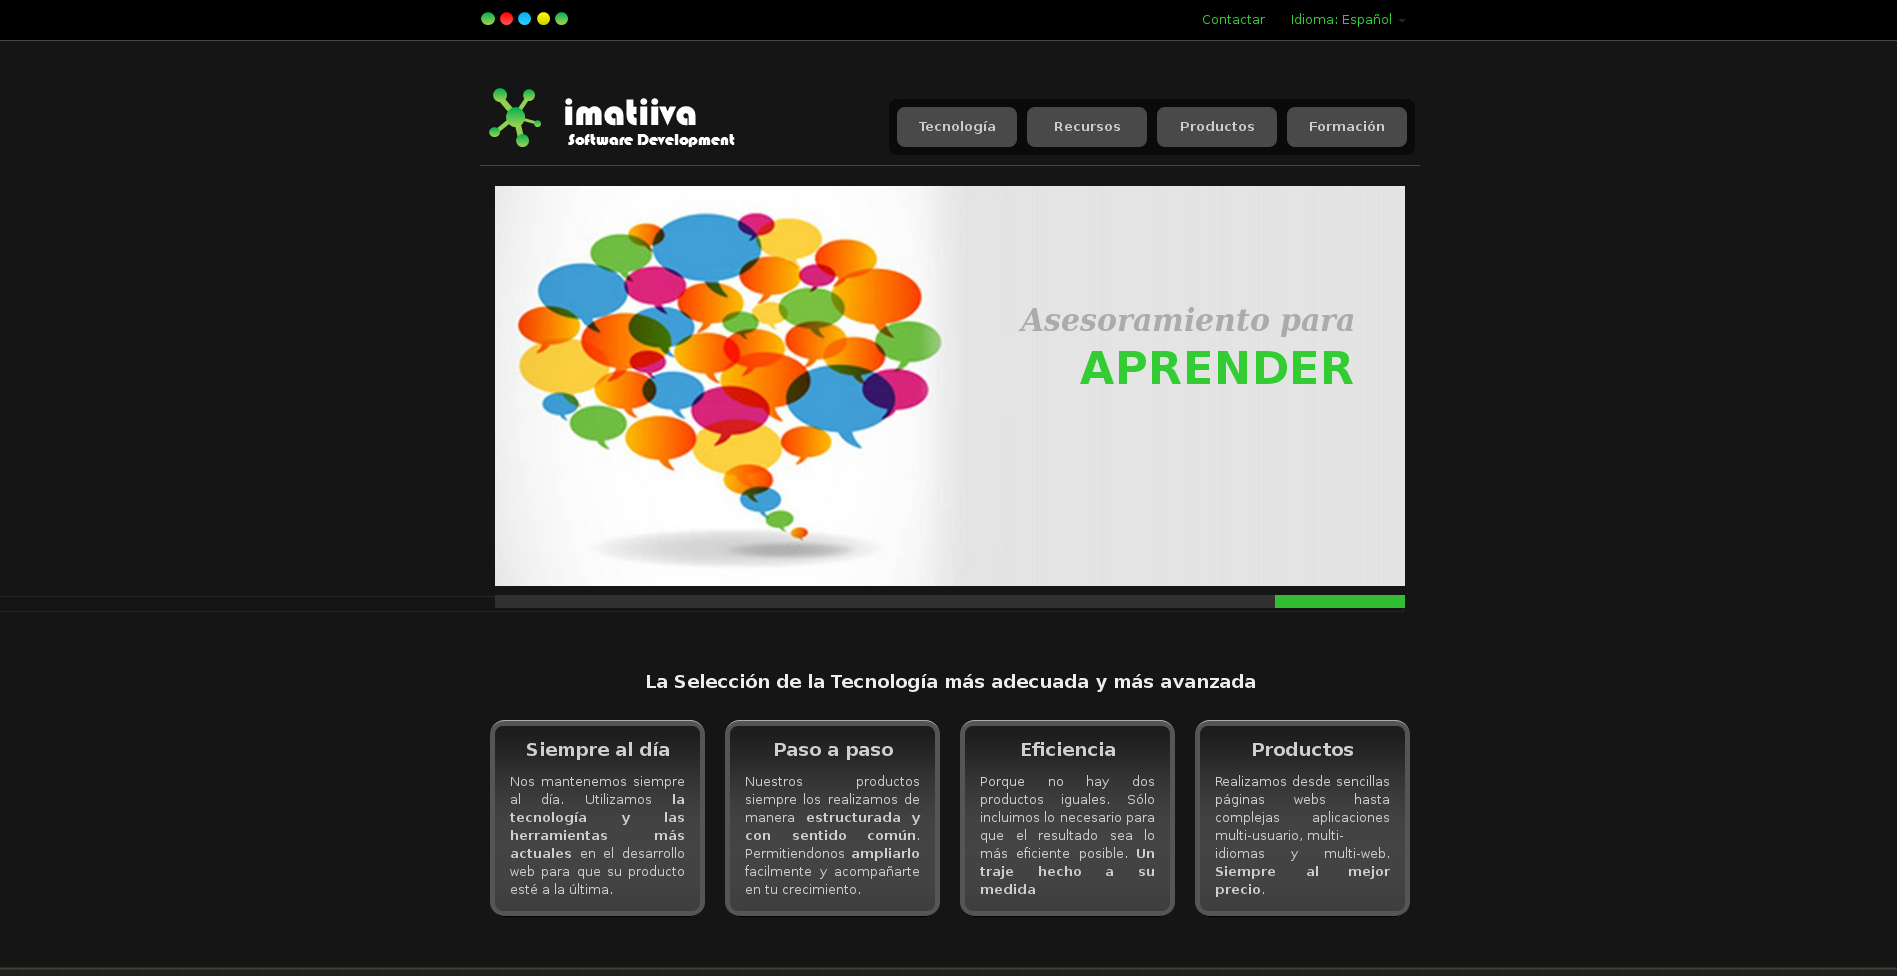 Contactar Idioma: Español
imatiiva
Software Development
Tecnología Recursos Productos Formación
Asesoramiento para
APRENDER
La Selección de la Tecnología más adecuada y más avanzada
Siempre al día
Nos mantenemos siempre
al día. Utilizamos la
tecnología y las
herramientas más
actuales en el desarrollo
web para que su producto
esté a la última.
Paso a paso
Nuestros productos
siempre los realizamos de
manera estructurada y
con sentido común.
Permitiendonos ampliarlo
facilmente y acompañarte
en tu crecimiento.
Eficiencia
Porque no hay dos
productos iguales. Sólo
incluimos lo necesario para
que el resultado sea lo
más eficiente posible. Un
traje hecho a su
medida
Productos
Realizamos desde sencillas
páginas webs hasta
complejas aplicaciones
multi-usuario, multi-
idiomas y multi-web.
Siempre al mejor
precio.